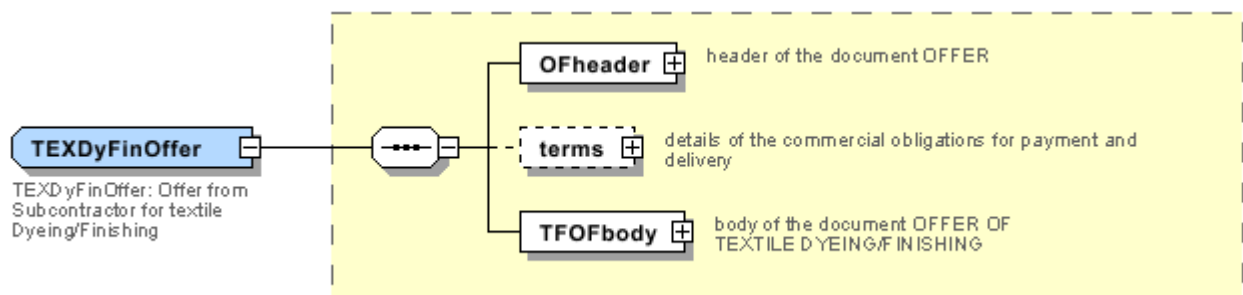 OFheader
header of the document OFFER
TEXDyFinOffer
terms
details of the commercial obligations for payment and
delivery
TEXDyFinOffer: Offer from
Subcontractor for textile
Dyeing/Finishing
TFOFbody
body of the document OFFER OF
TEXTILE DYEING/FINISHING